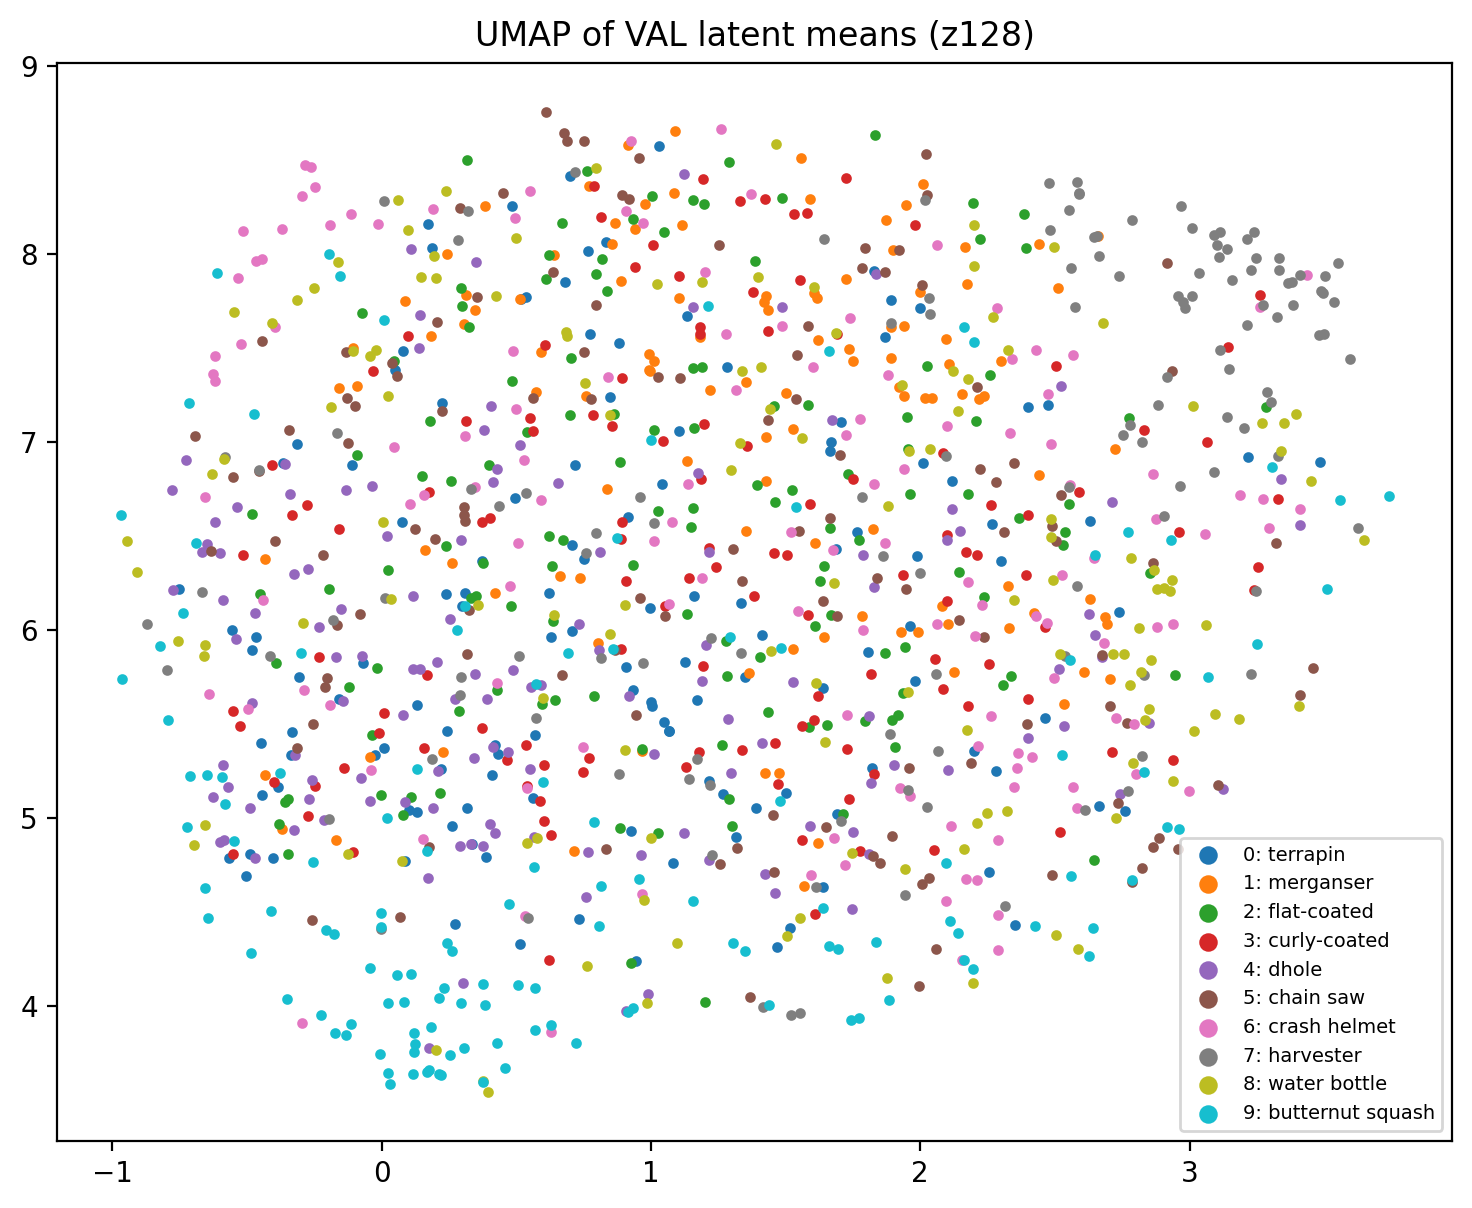 UMAP of VAL latent means (z128)
9
8
7
6
5
4
−1
0
1
2
3
0: terrapin
1: merganser
2: flat-coated
3: curly-coated
4: dhole
5: chain saw
6: crash helmet
7: harvester
8: water bottle
9: butternut squash